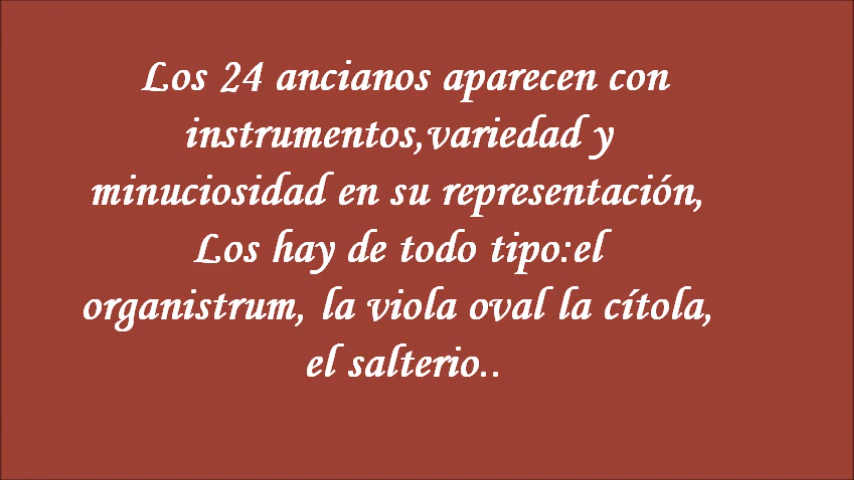 Los 24 ancianos aparecen con
instrumentos,variedad y
minuciosidad en su representación,
Los hay de todo tipo:el
organistrum, la viola oval la cítola,
el salterio..